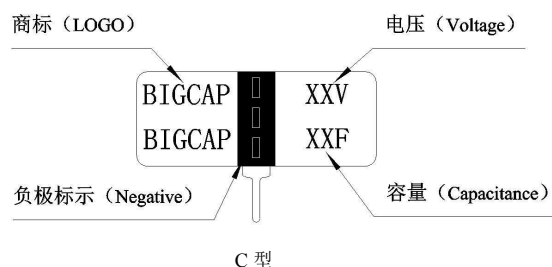 商标（LOGO）
电压（Voltage）
BIGCAP
XXV
BIGCAP
XXF
负极标示（Negative）
容量（Capacitance）
C 型